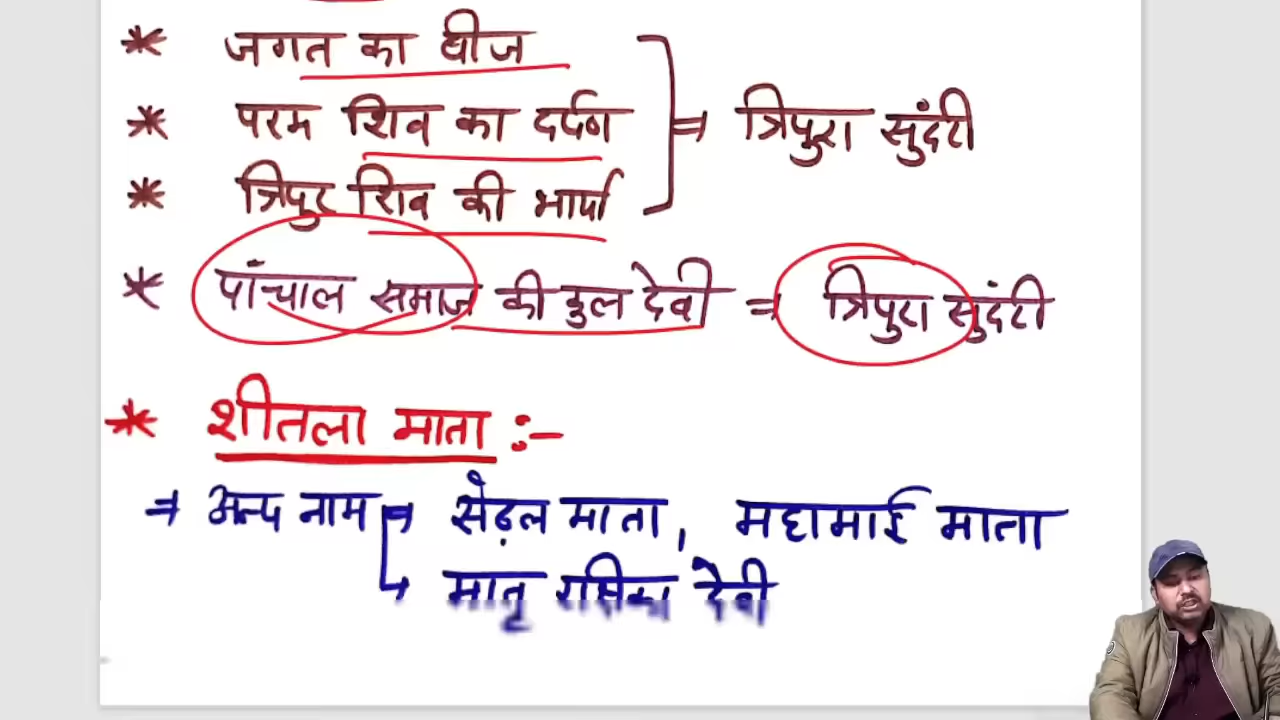 * जगत का बीज
* परम शिव का दर्पण
* त्रिपुर शिव की भार्या
⇒ त्रिपुरा सुंदरी
* पांचाल समाज की कुल देवी ⇒ त्रिपुरा सुंदरी
* शीतला माता :-
⇒ अन्य नाम ⇒ सेढ़ल माता, महामाई माता
↳ मातृ रक्षिका देवी